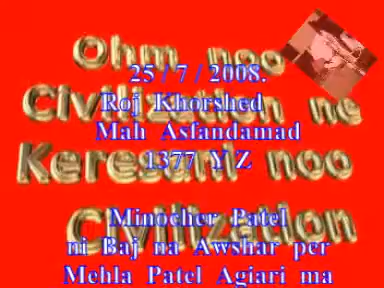 Ohm noo
25 / 7 / 2008.
Civilization ne
Roj Khorshed
Mah Asfandamad
Keresani noo
1377 Y Z
Civilization
Minocher Patel
ni Baj na Awshar per
Mehla Patel Agiari ma